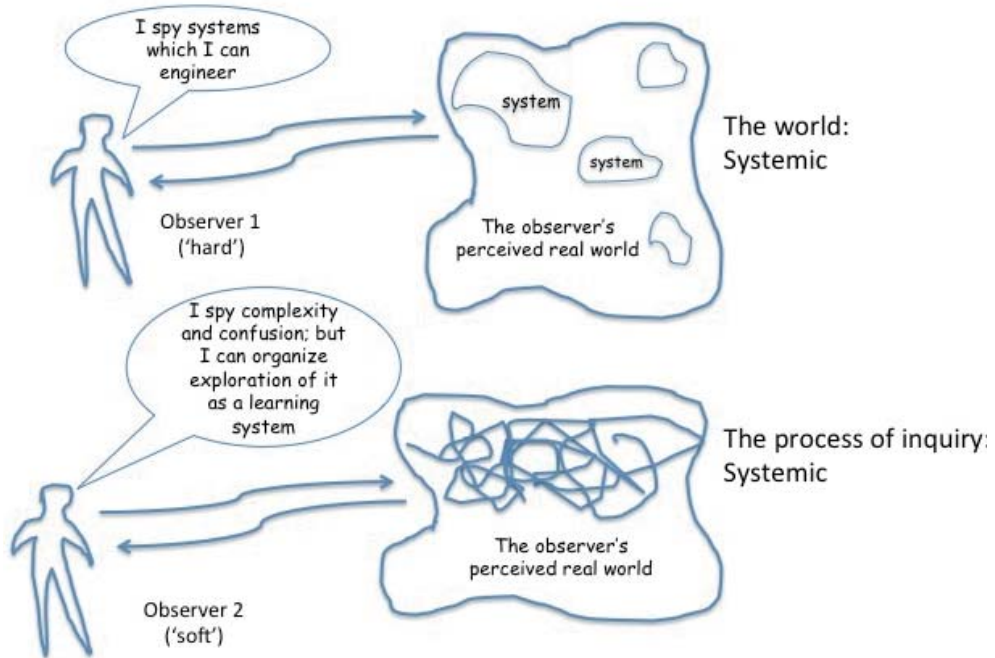 I spy systems
which I can
engineer
system
system
The world:
Systemic
The observer's
perceived real world
Observer 1
('hard')
I spy complexity
and confusion; but
I can organize
exploration of it
as a learning
system
The process of inquiry:
Systemic
The observer's
perceived real world
Observer 2
('soft')